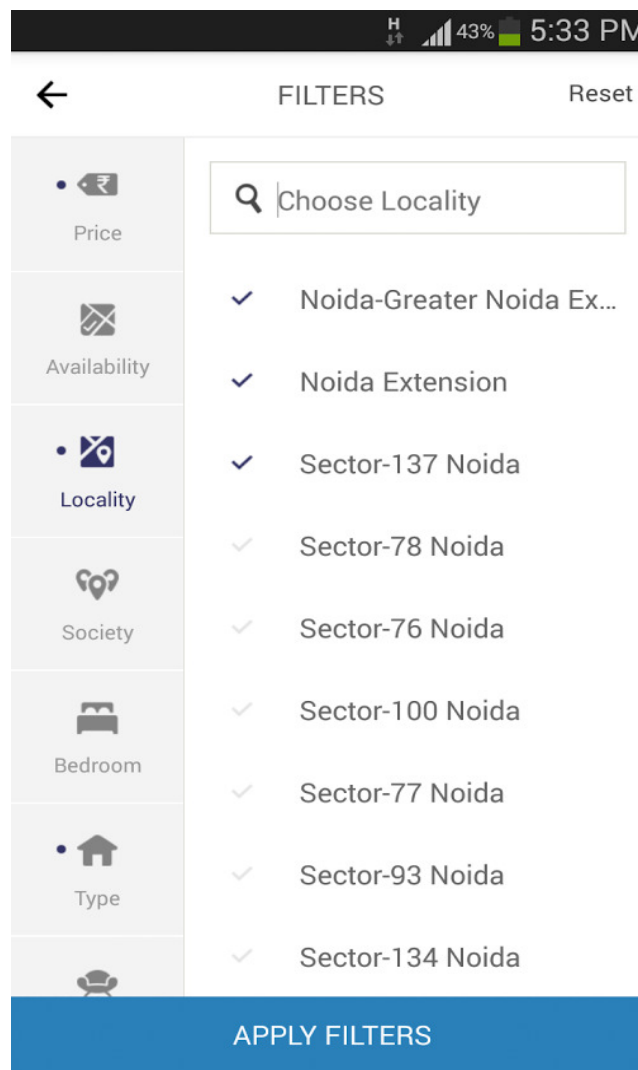 H 43% 5:33 PM
FILTERS Reset
Price
Availability
Locality
Society
Bedroom
Type
Choose Locality
Noida-Greater Noida Ex...
Noida Extension
Sector-137 Noida
Sector-78 Noida
Sector-76 Noida
Sector-100 Noida
Sector-77 Noida
Sector-93 Noida
Sector-134 Noida
APPLY FILTERS